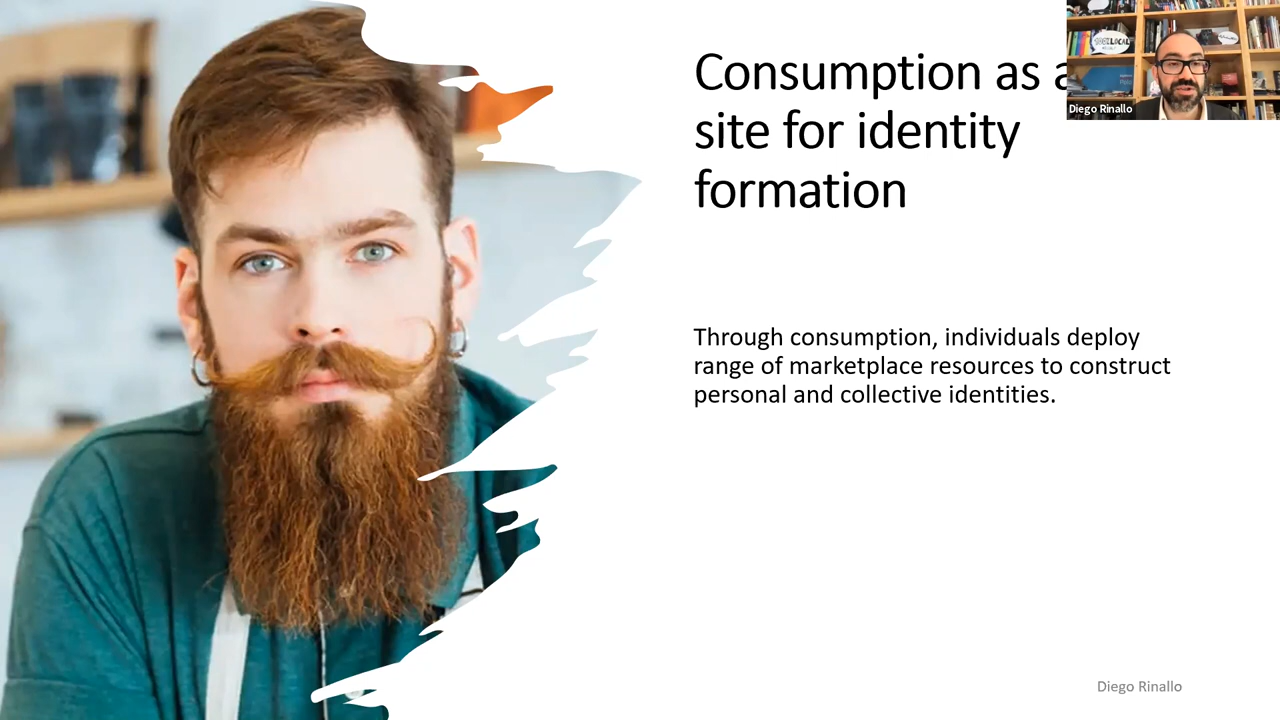 Consumption as a
site for identity
formation
Diego Rinallo
Through consumption, individuals deploy
range of marketplace resources to construct
personal and collective identities.
Diego Rinallo